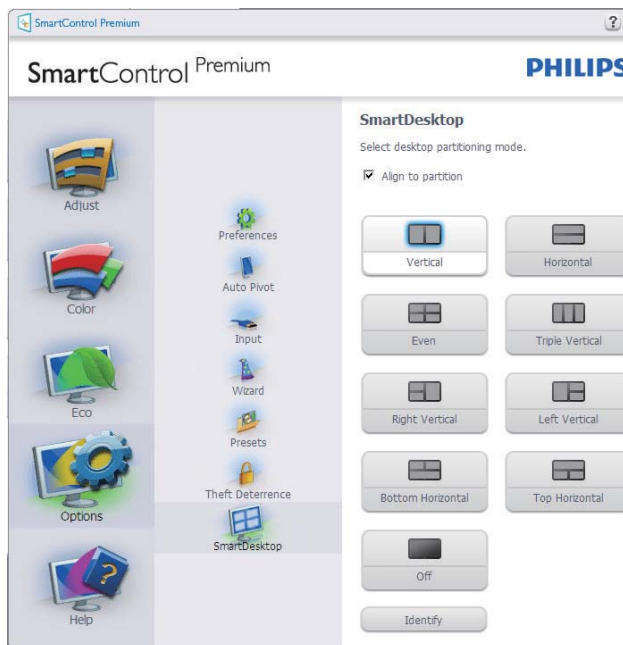 SmartControl Premium
?
SmartControl Premium
PHILIPS
Adjust
Color
Eco
Options
Help
Preferences
Auto Pivot
Input
Wizard
Presets
Theft Deterrence
SmartDesktop
SmartDesktop
Select desktop partitioning mode.
Align to partition
Vertical
Horizontal
Even
Triple Vertical
Right Vertical
Left Vertical
Bottom Horizontal
Top Horizontal
Off
Identify